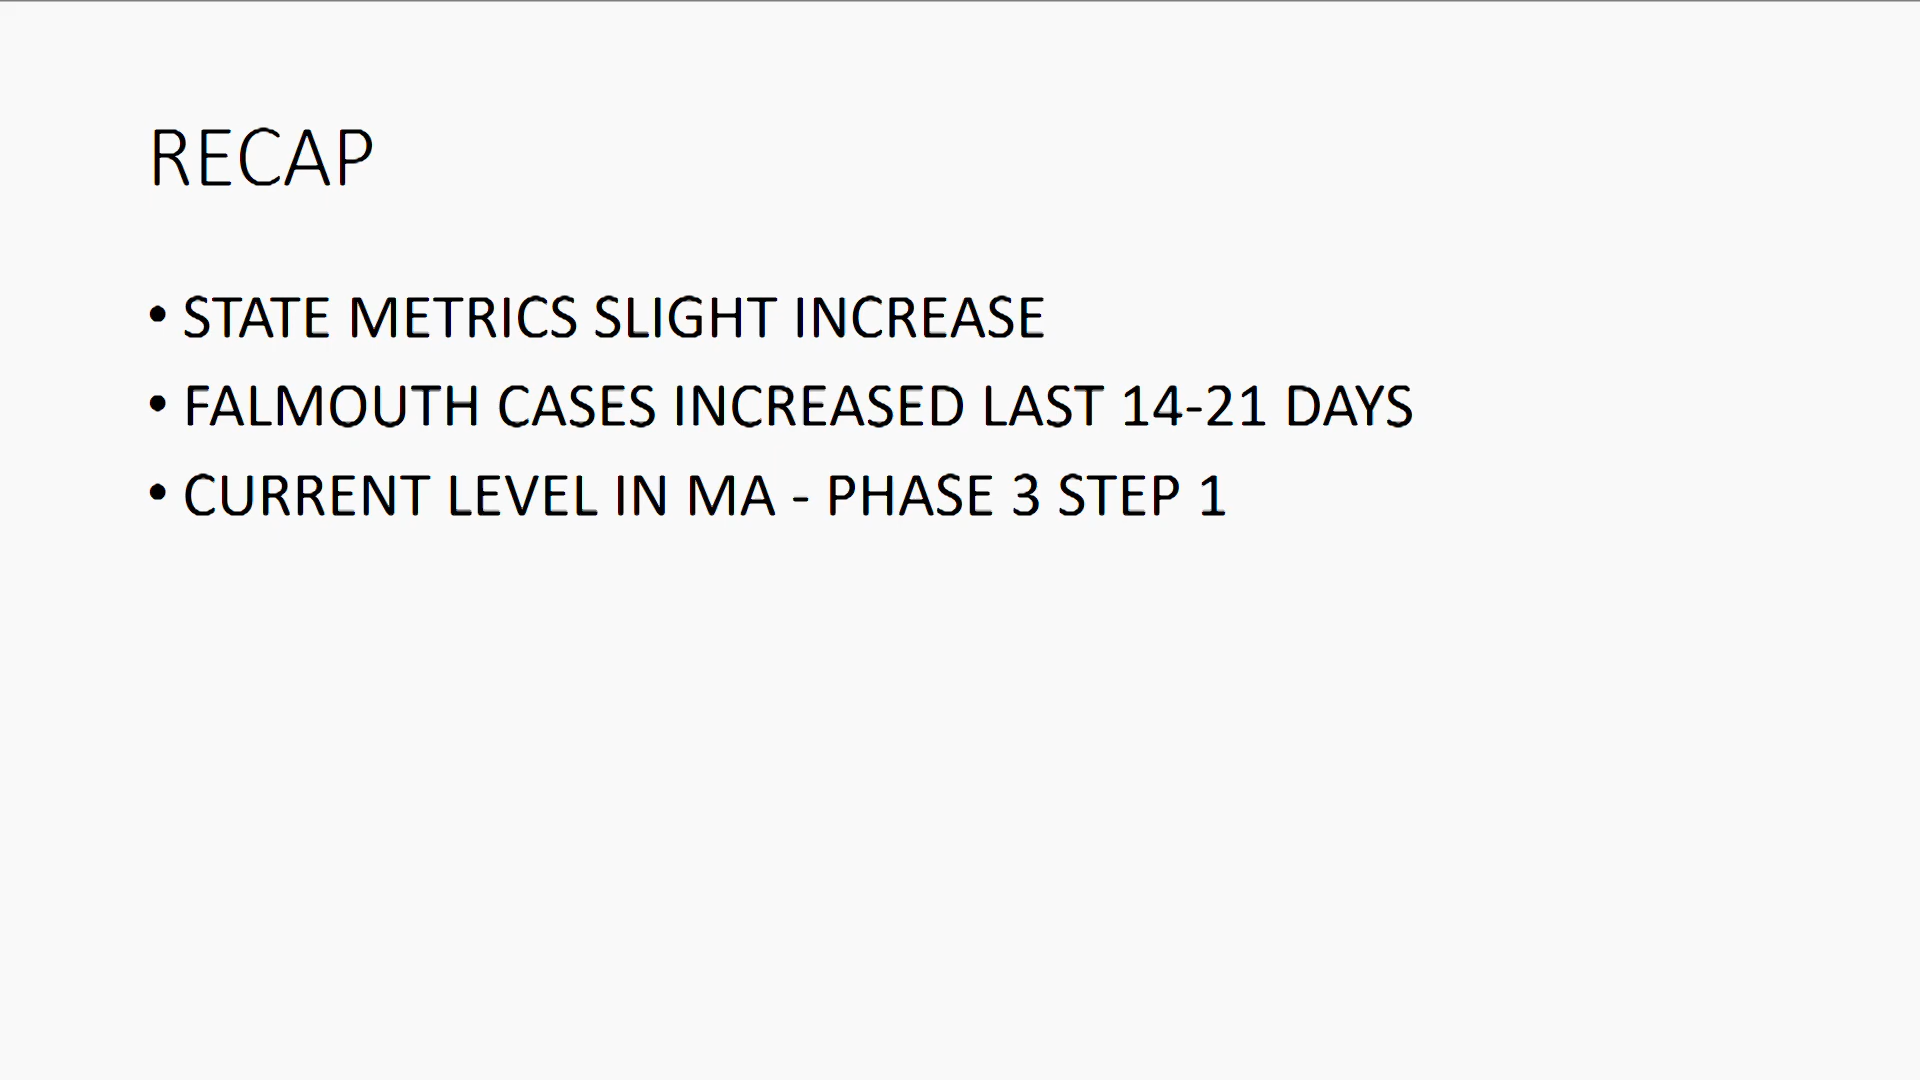 RECAP
• STATE METRICS SLIGHT INCREASE
• FALMOUTH CASES INCREASED LAST 14-21 DAYS
• CURRENT LEVEL IN MA - PHASE 3 STEP 1